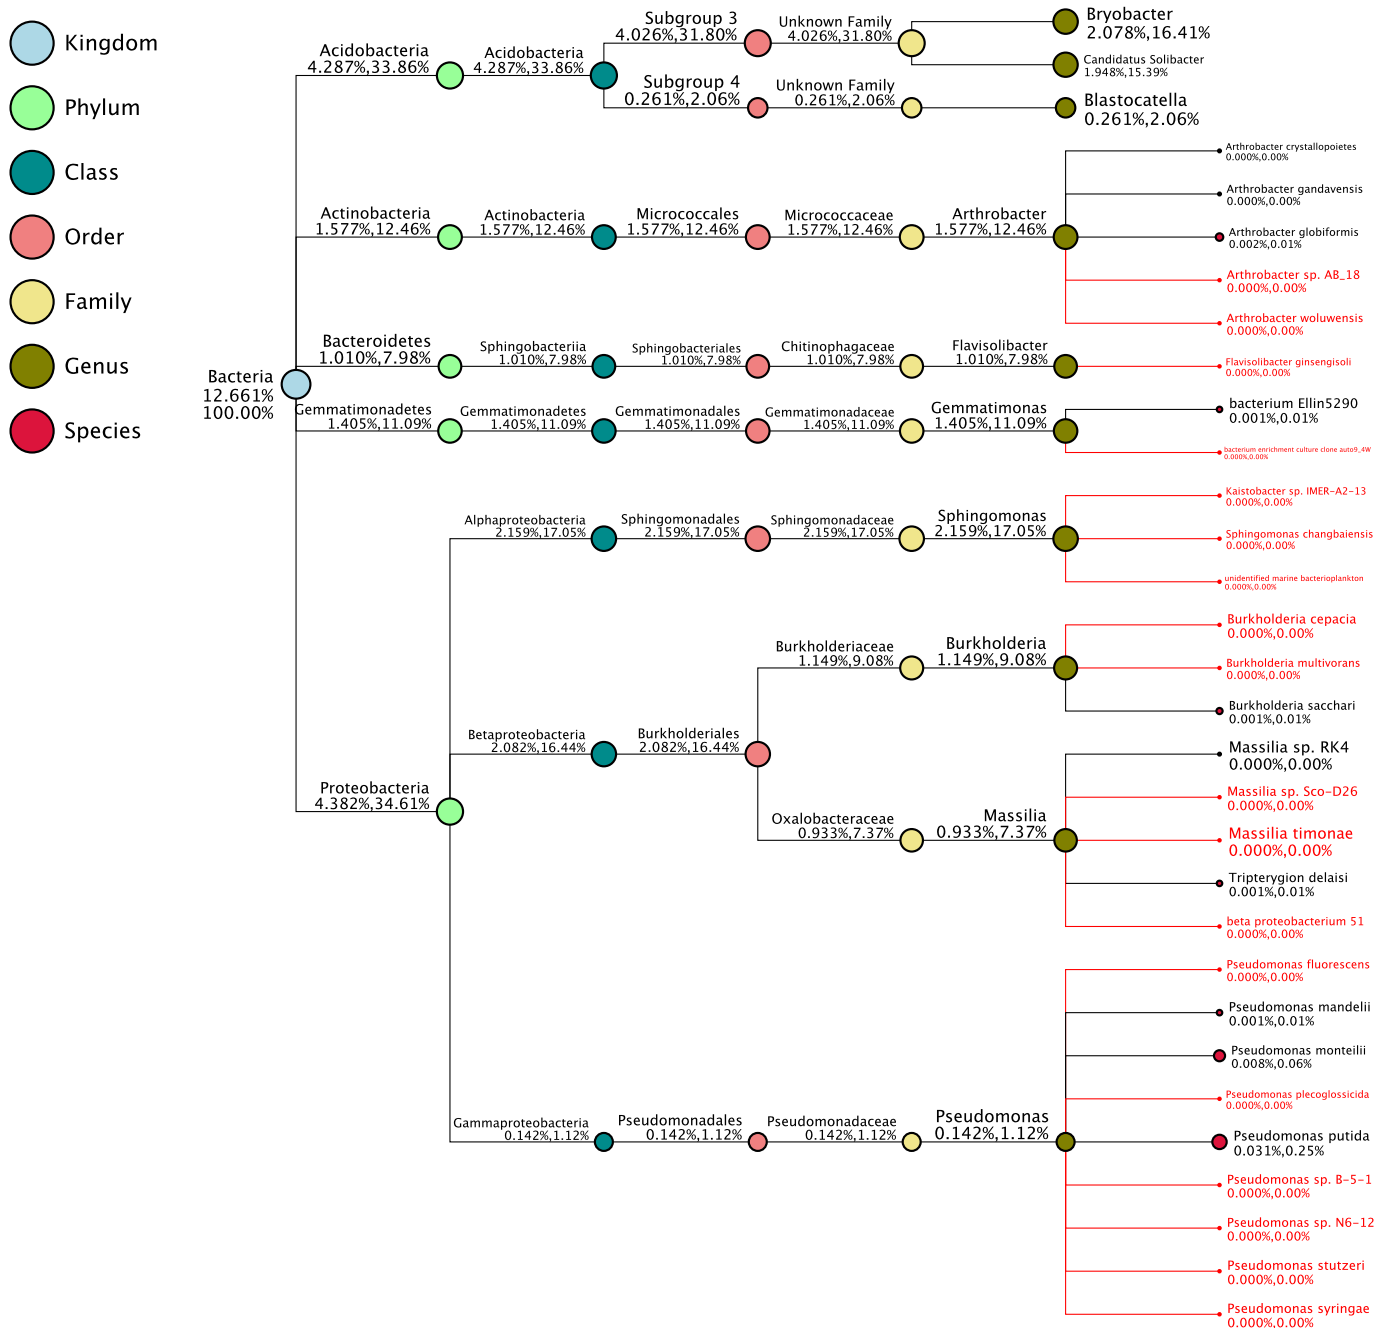 Kingdom
Phylum
Class
Order
Family
Genus
Species
Bacteria
12.661%
100.00%
Acidobacteria
4.287%,33.86%
Acidobacteria
4.287%,33.86%
Subgroup 3
4.026%,31.80%
Unknown Family
4.026%,31.80%
Bryobacter
2.078%,16.41%
Candidatus Solibacter
1.948%,15.39%
Subgroup 4
0.261%,2.06%
Unknown Family
0.261%,2.06%
Blastocatella
0.261%,2.06%
Actinobacteria
1.577%,12.46%
Actinobacteria
1.577%,12.46%
Micrococcales
1.577%,12.46%
Micrococcaceae
1.577%,12.46%
Arthrobacter
1.577%,12.46%
Arthrobacter crystallopoietes
0.000%,0.00%
Arthrobacter gandavensis
0.000%,0.00%
Arthrobacter globiformis
0.002%,0.01%
Arthrobacter sp. AB_18
0.000%,0.00%
Arthrobacter woluwensis
0.000%,0.00%
Bacteroidetes
1.010%,7.98%
Sphingobacteriia
1.010%,7.98%
Sphingobacteriales
1.010%,7.98%
Chitinophagaceae
1.010%,7.98%
Flavisolibacter
1.010%,7.98%
Flavisolibacter ginsengisoli
0.000%,0.00%
Gemmatimonadetes
1.405%,11.09%
Gemmatimonadetes
1.405%,11.09%
Gemmatimonadales
1.405%,11.09%
Gemmatimonadaceae
1.405%,11.09%
Gemmatimonas
1.405%,11.09%
bacterium Ellin5290
0.001%,0.01%
bacterium enrichment culture clone auto9_4W
0.000%,0.00%
Proteobacteria
4.382%,34.61%
Alphaproteobacteria
2.159%,17.05%
Sphingomonadales
2.159%,17.05%
Sphingomonadaceae
2.159%,17.05%
Sphingomonas
2.159%,17.05%
Kaistobacter sp. IMER-A2-13
0.000%,0.00%
Sphingomonas changbaiensis
0.000%,0.00%
unidentified marine bacterioplankton
0.000%,0.00%
Betaproteobacteria
2.082%,16.44%
Burkholderiales
2.082%,16.44%
Burkholderiaceae
1.149%,9.08%
Burkholderia
1.149%,9.08%
Burkholderia cepacia
0.000%,0.00%
Burkholderia multivorans
0.000%,0.00%
Burkholderia sacchari
0.001%,0.01%
Oxalobacteraceae
0.933%,7.37%
Massilia
0.933%,7.37%
Massilia sp. RK4
0.000%,0.00%
Massilia sp. Sco-D26
0.000%,0.00%
Massilia timonae
0.000%,0.00%
Tripterygion delaisi
0.001%,0.01%
beta proteobacterium 51
0.000%,0.00%
Gammaproteobacteria
0.142%,1.12%
Pseudomonadales
0.142%,1.12%
Pseudomonadaceae
0.142%,1.12%
Pseudomonas
0.142%,1.12%
Pseudomonas fluorescens
0.000%,0.00%
Pseudomonas mandelii
0.001%,0.01%
Pseudomonas monteilii
0.008%,0.06%
Pseudomonas plecoglossicida
0.000%,0.00%
Pseudomonas putida
0.031%,0.25%
Pseudomonas sp. B-5-1
0.000%,0.00%
Pseudomonas sp. N6-12
0.000%,0.00%
Pseudomonas stutzeri
0.000%,0.00%
Pseudomonas syringae
0.000%,0.00%